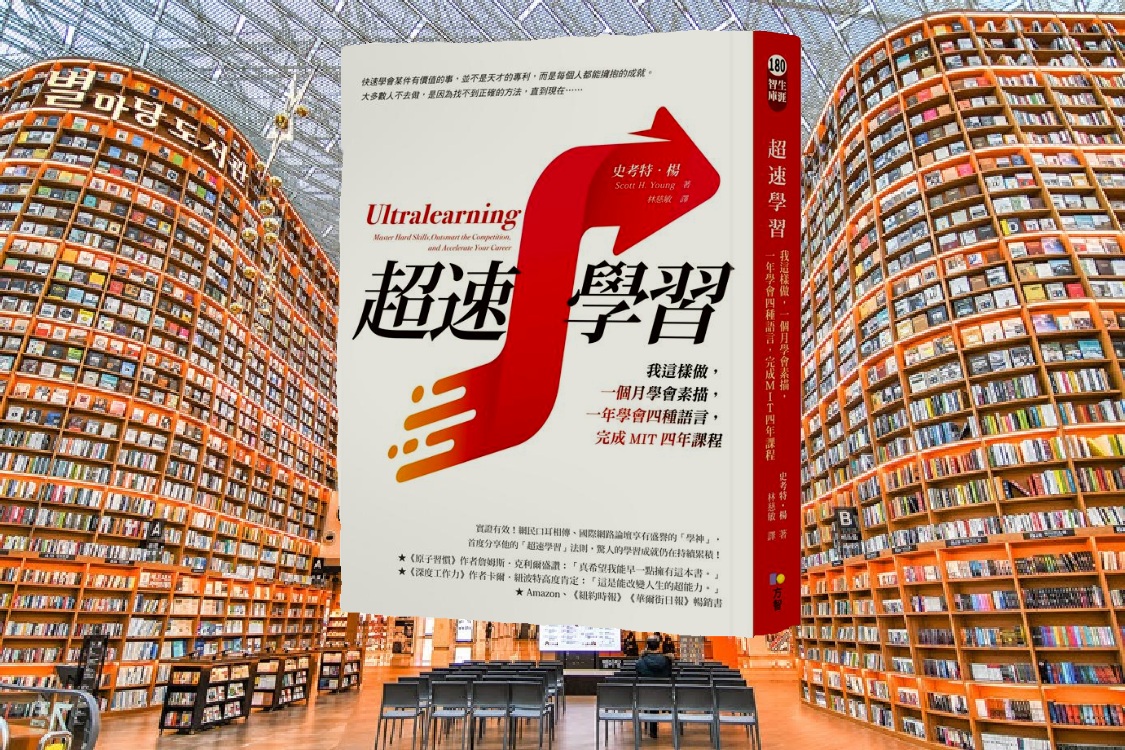 별마당 도서관
快速學會某件有價值的事，並不是天才的專利，而是每個人都能擁抱的成就。
大多數人不去做，是因為找不到正確的方法，直到現在……
史考特．楊
Scott H. Young 著
林慈敏 譯
Ultralearning
Master Hard Skills, Outsmart the Competition,
and Accelerate Your Career
超速學習
我這樣做，
一個月學會素描，
一年學會四種語言，
完成 MIT 四年課程
實證有效！網民口耳相傳、國際網路論壇享有盛譽的「學神」，
首度分享他的「超速學習」法則，驚人的學習成就仍在持續累積！
★《原子習慣》作者詹姆斯．克利爾盛讚：「真希望我能早一點擁有這本書。」
★《深度工作力》作者卡爾．紐波特高度肯定：「這是能改變人生的超能力。」
★ Amazon、《紐約時報》《華爾街日報》暢銷書
180
生涯
智庫
超速學習
我這樣做，一個月學會素描，
一年學會四種語言，完成MIT四年課程
史考特．楊 著
林慈敏 譯
方智
A
B